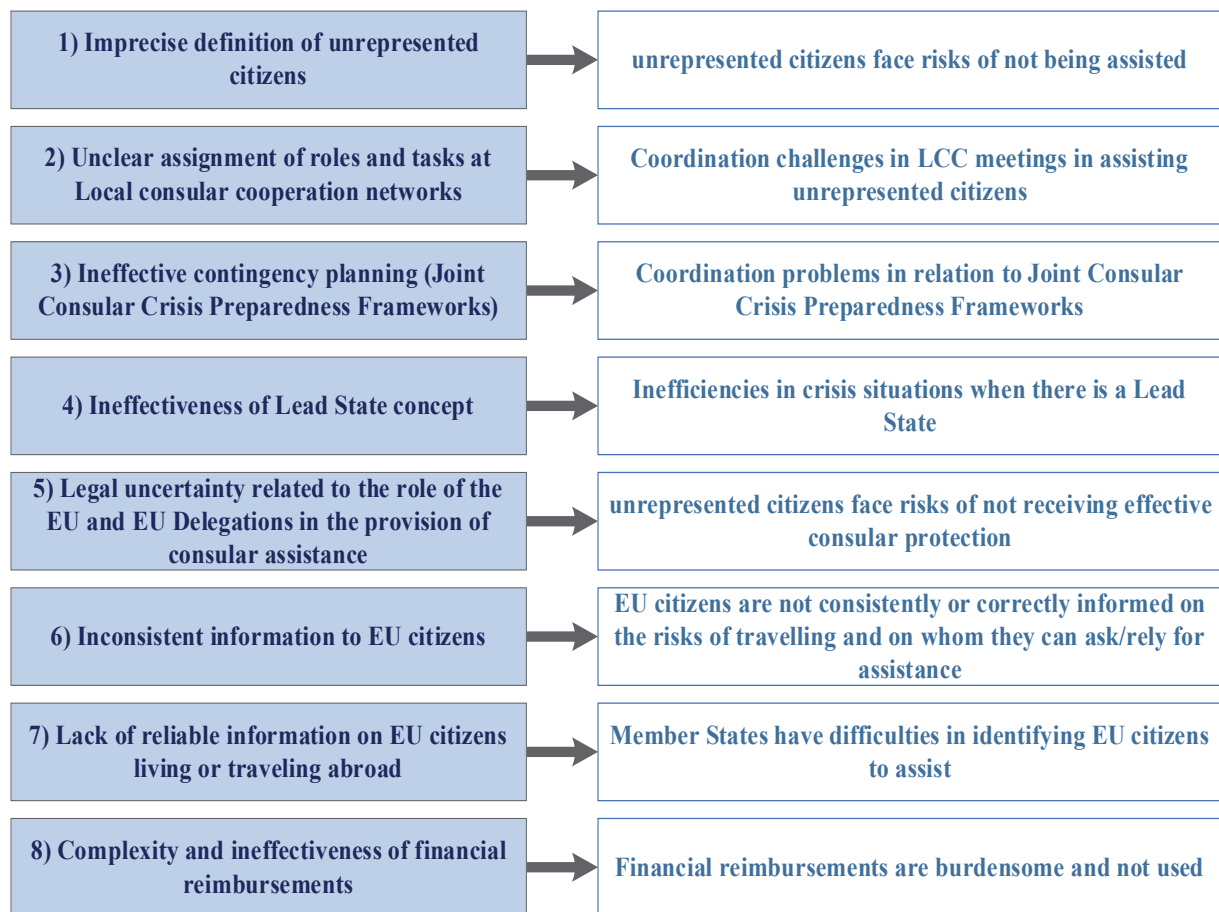 1) Imprecise definition of unrepresented
citizens
unrepresented citizens face risks of not being assisted
2) Unclear assignment of roles and tasks at
Local consular cooperation networks
Coordination challenges in LCC meetings in assisting
unrepresented citizens
3) Ineffective contingency planning (Joint
Consular Crisis Preparedness Frameworks)
Coordination problems in relation to Joint Consular
Crisis Preparedness Frameworks
4) Ineffectiveness of Lead State concept
Inefficiencies in crisis situations when there is a Lead
State
5) Legal uncertainty related to the role of the
EU and EU Delegations in the provision of
consular assistance
unrepresented citizens face risks of not receiving effective
consular protection
6) Inconsistent information to EU citizens
EU citizens are not consistently or correctly informed on
the risks of travelling and on whom they can ask/rely for
assistance
7) Lack of reliable information on EU citizens
living or traveling abroad
Member States have difficulties in identifying EU citizens
to assist
8) Complexity and ineffectiveness of financial
reimbursements
Financial reimbursements are burdensome and not used